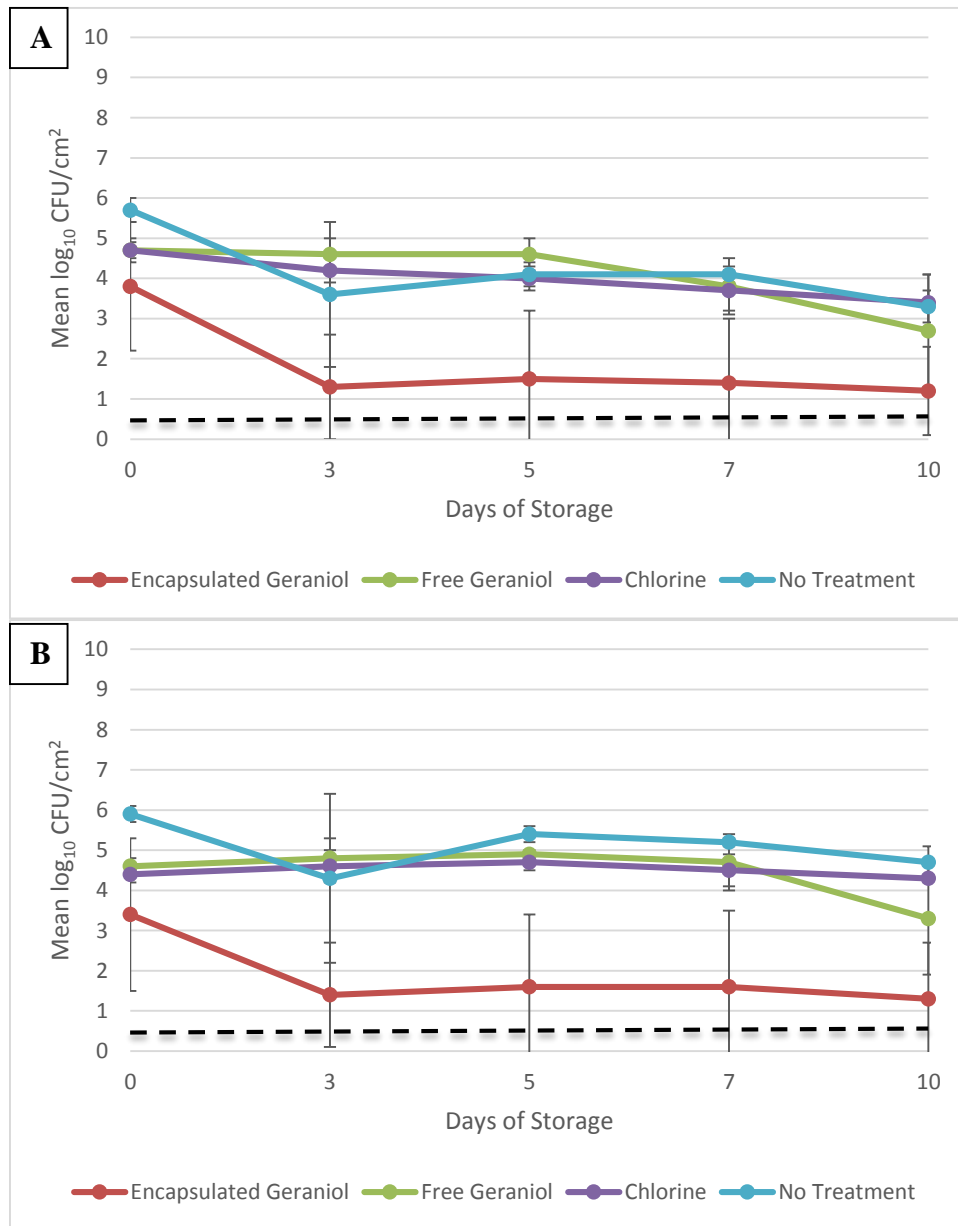 A
10
9
8
7
6
5
4
3
2
1
0
Mean log₁₀ CFU/cm²
0 3 5 7 10
Days of Storage
Encapsulated Geraniol Free Geraniol Chlorine No Treatment
B
10
9
8
7
6
5
4
3
2
1
0
Mean log₁₀ CFU/cm²
0 3 5 7 10
Days of Storage
Encapsulated Geraniol Free Geraniol Chlorine No Treatment